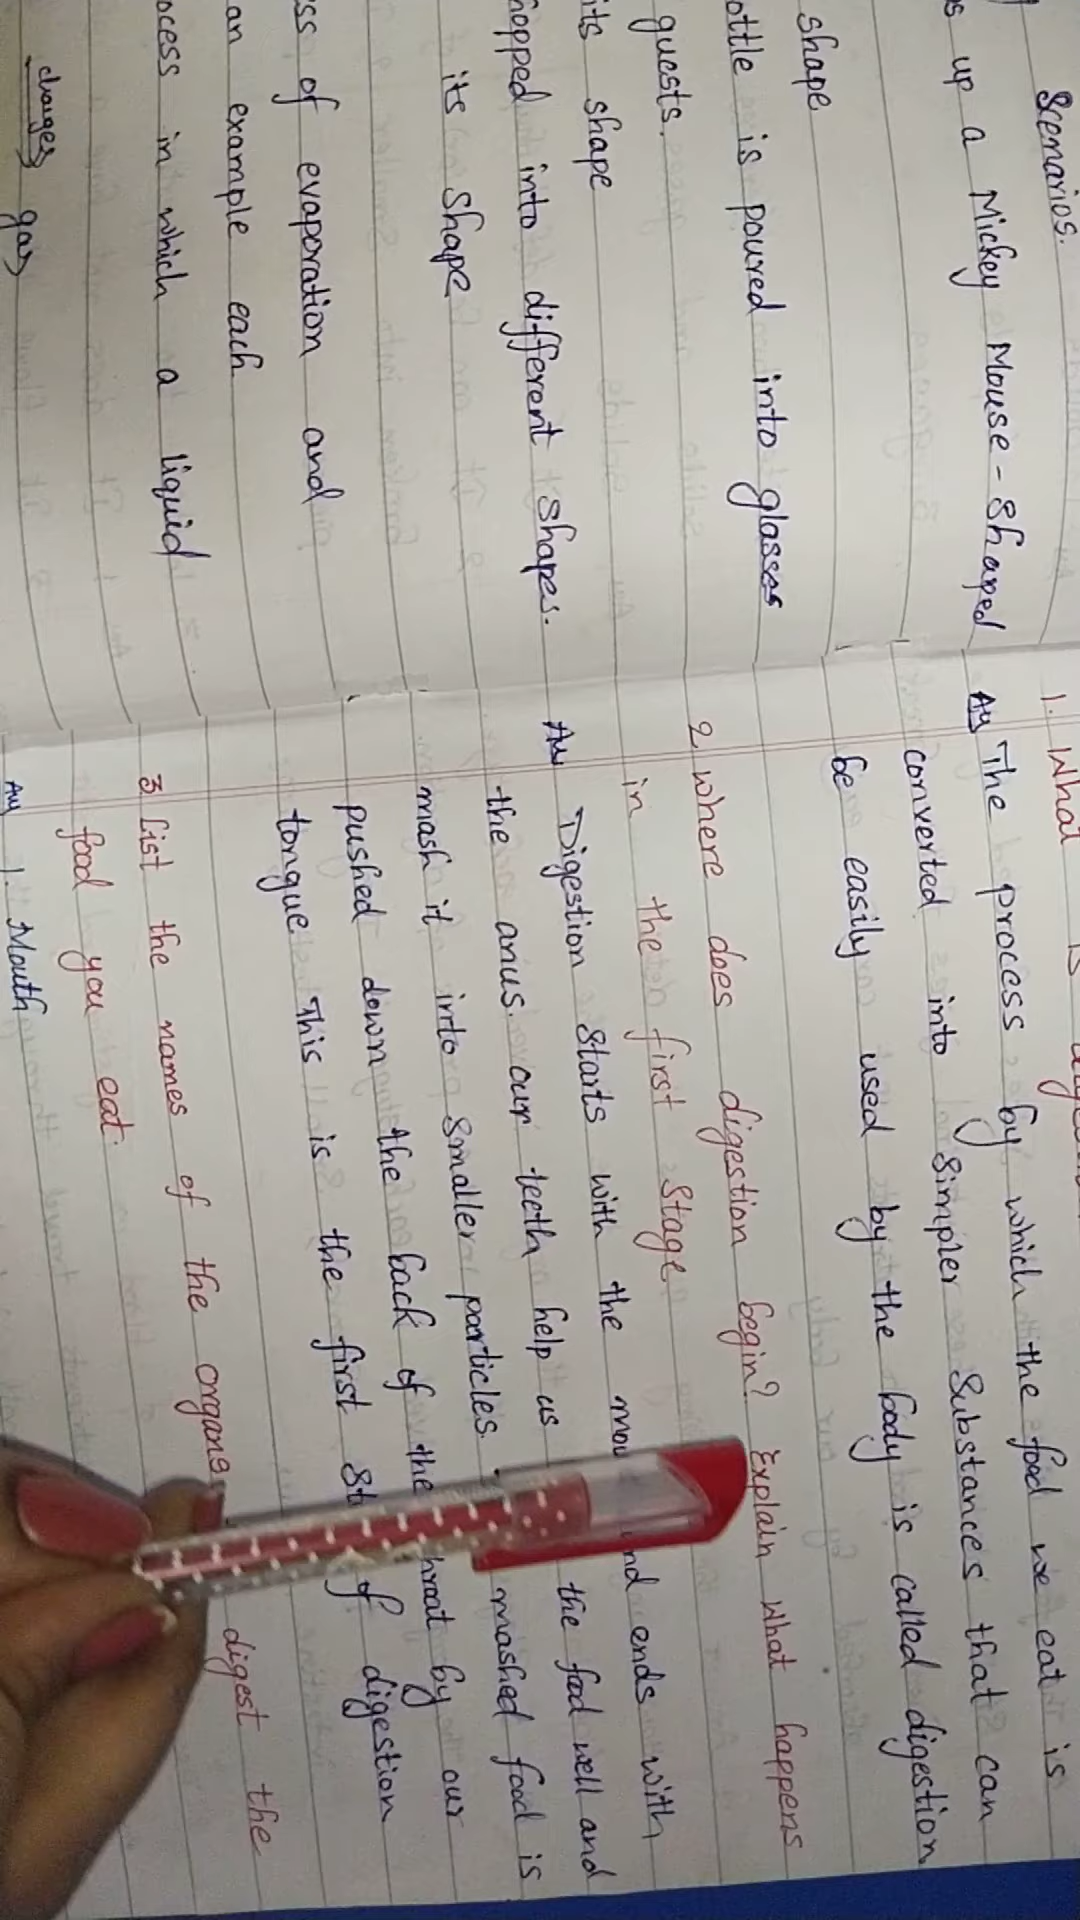 Scenarios.
s up a Mickey Mouse-Shaped
shape
ottle is poured into glasses
guests.
its shape
hopped into different shapes.
its Shape
ss of evaporation and
an example each
ocess in which a liquid
changes gas
1. What is
Ans The process by which the food we eat is
converted into simpler Substances that can
be easily used by the body is called digestion
2 where does digestion begin? Explain what happens
in the first stage
Ans Digestion starts with the mou nd ends with
the anus. our teeth help us the food well and
mash it into smaller particles. mashed food is
pushed down the back of the hroat by our
tongue This is the first st of digestion
3 List the names of the organs digest the
food you eat.
Ans 1. Mouth